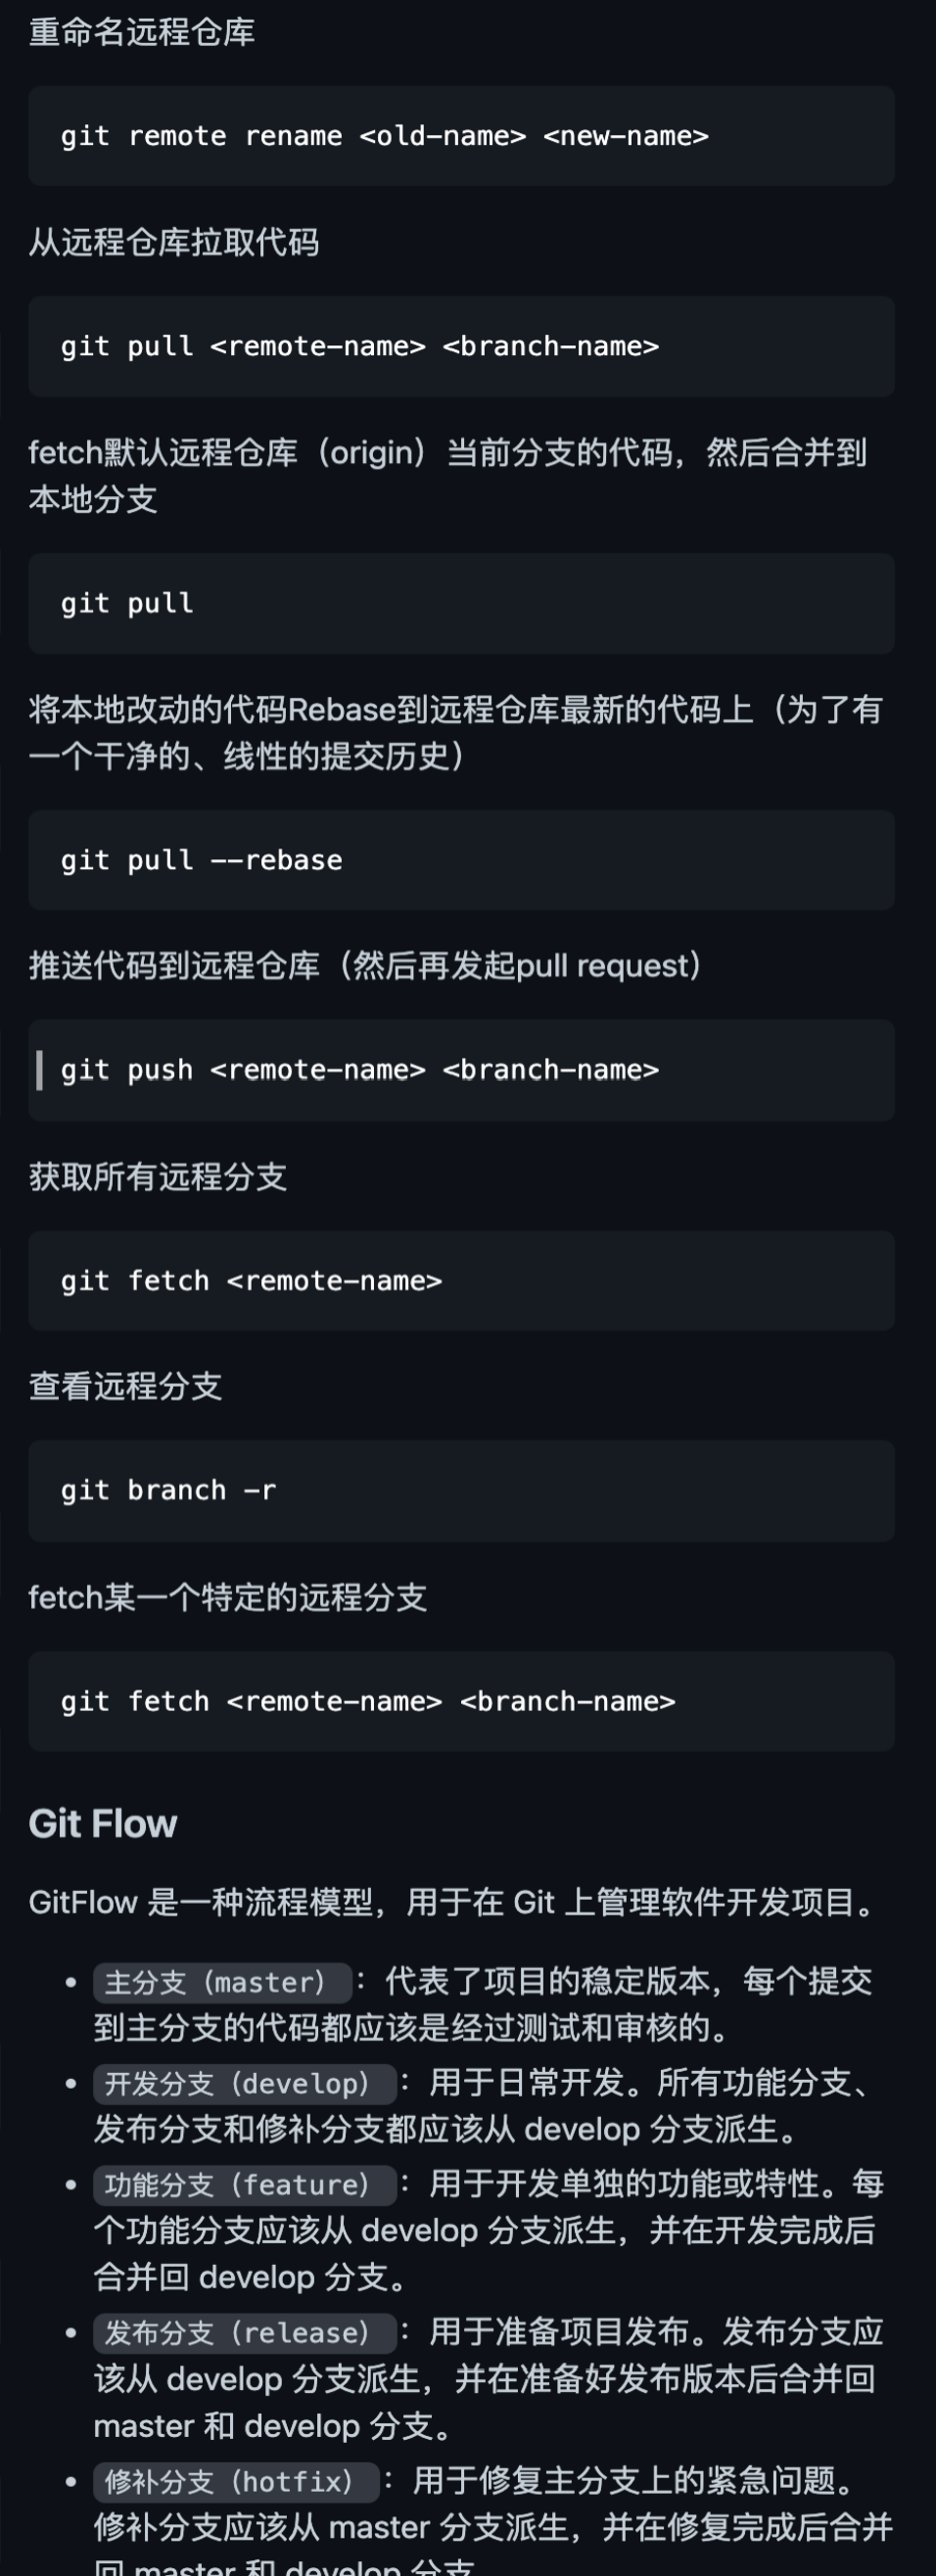 重命名远程仓库
git remote rename <old-name> <new-name>
从远程仓库拉取代码
git pull <remote-name> <branch-name>
fetch默认远程仓库（origin）当前分支的代码，然后合并到
本地分支
git pull
将本地改动的代码Rebase到远程仓库最新的代码上（为了有
一个干净的、线性的提交历史）
git pull --rebase
推送代码到远程仓库（然后再发起pull request）
git push <remote-name> <branch-name>
获取所有远程分支
git fetch <remote-name>
查看远程分支
git branch -r
fetch某一个特定的远程分支
git fetch <remote-name> <branch-name>
Git Flow
GitFlow 是一种流程模型，用于在 Git 上管理软件开发项目。
• 主分支（master）：代表了项目的稳定版本，每个提交
到主分支的代码都应该是经过测试和审核的。
• 开发分支（develop）：用于日常开发。所有功能分支、
发布分支和修补分支都应该从 develop 分支派生。
• 功能分支（feature）：用于开发单独的功能或特性。每
个功能分支应该从 develop 分支派生，并在开发完成后
合并回 develop 分支。
• 发布分支（release）：用于准备项目发布。发布分支应
该从 develop 分支派生，并在准备好发布版本后合并回
master 和 develop 分支。
• 修补分支（hotfix）：用于修复主分支上的紧急问题。
修补分支应该从 master 分支派生，并在修复完成后合并
回 master 和 develop 分支